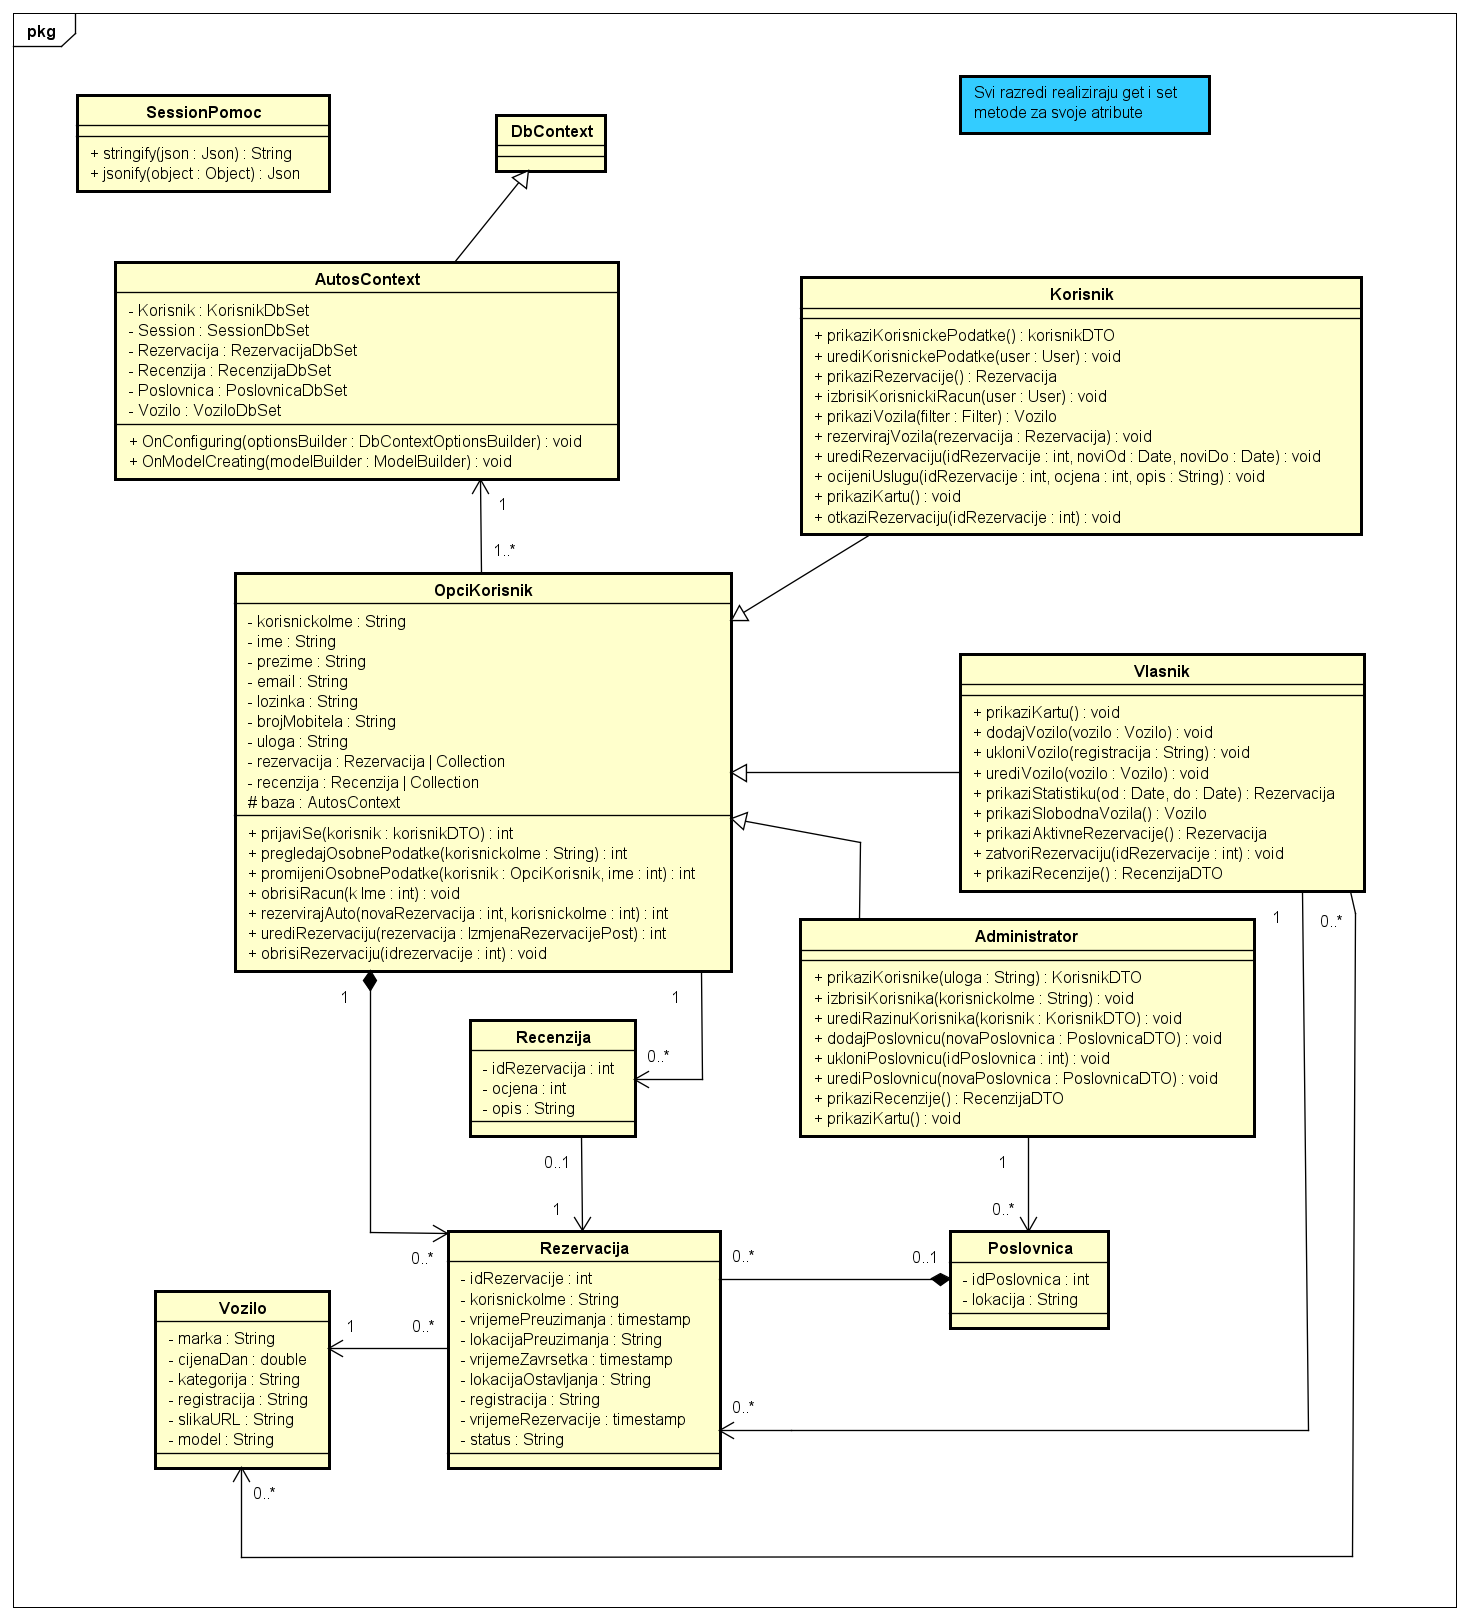 pkg
SessionPomoc
+ stringify(json : Json) : String
+ jsonify(object : Object) : Json
DbContext
Svi razredi realiziraju get i set
metode za svoje atribute
AutosContext
- Korisnik : KorisnikDbSet
- Session : SessionDbSet
- Rezervacija : RezervacijaDbSet
- Recenzija : RecenzijaDbSet
- Poslovnica : PoslovnicaDbSet
- Vozilo : VoziloDbSet
+ OnConfiguring(optionsBuilder : DbContextOptionsBuilder) : void
+ OnModelCreating(modelBuilder : ModelBuilder) : void
1
1..*
Korisnik
+ prikaziKorisnickePodatke() : korisnikDTO
+ urediKorisnickePodatke(user : User) : void
+ prikaziRezervacije() : Rezervacija
+ izbrisiKorisnickiRacun(user : User) : void
+ prikaziVozila(filter : Filter) : Vozilo
+ rezervirajVozila(rezervacija : Rezervacija) : void
+ urediRezervaciju(idRezervacije : int, noviOd : Date, noviDo : Date) : void
+ ocijeniUslugu(idRezervacije : int, ocjena : int, opis : String) : void
+ prikaziKartu() : void
+ otkaziRezervaciju(idRezervacije : int) : void
OpciKorisnik
- korisnickoIme : String
- ime : String
- prezime : String
- email : String
- lozinka : String
- brojMobitela : String
- uloga : String
- rezervacija : Rezervacija | Collection
- recenzija : Recenzija | Collection
# baza : AutosContext
+ prijaviSe(korisnik : korisnikDTO) : int
+ pregledajOsobnePodatke(korisnickoIme : String) : int
+ promijeniOsobnePodatke(korisnik : OpciKorisnik, ime : int) : int
+ obrisiRacun(k Ime : int) : void
+ rezervirajAuto(novaRezervacija : int, korisnickoIme : int) : int
+ urediRezervaciju(rezervacija : IzmjenaRezervacijePost) : int
+ obrisiRezervaciju(idrezervacije : int) : void
Vlasnik
+ prikaziKartu() : void
+ dodajVozilo(vozilo : Vozilo) : void
+ ukloniVozilo(registracija : String) : void
+ urediVozilo(vozilo : Vozilo) : void
+ prikaziStatistiku(od : Date, do : Date) : Rezervacija
+ prikaziSlobodnaVozila() : Vozilo
+ prikaziAktivneRezervacije() : Rezervacija
+ zatvoriRezervaciju(idRezervacije : int) : void
+ prikaziRecenzije() : RecenzijaDTO
1
0..*
Administrator
+ prikaziKorisnike(uloga : String) : KorisnikDTO
+ izbrisiKorisnika(korisnickoIme : String) : void
+ urediRazinuKorisnika(korisnik : KorisnikDTO) : void
+ dodajPoslovnicu(novaPoslovnica : PoslovnicaDTO) : void
+ ukloniPoslovnicu(idPoslovnica : int) : void
+ urediPoslovnicu(novaPoslovnica : PoslovnicaDTO) : void
+ prikaziRecenzije() : RecenzijaDTO
+ prikaziKartu() : void
1
1
0..*
Recenzija
- idRezervacija : int
- ocjena : int
- opis : String
0..1
1
1
0..*
0..*
Rezervacija
- idRezervacije : int
- korisnickoIme : String
- vrijemePreuzimanja : timestamp
- lokacijaPreuzimanja : String
- vrijemeZavrsetka : timestamp
- lokacijaOstavljanja : String
- registracija : String
- vrijemeRezervacije : timestamp
- status : String
0..*
0..1
Poslovnica
- idPoslovnica : int
- lokacija : String
Vozilo
- marka : String
- cijenaDan : double
- kategorija : String
- registracija : String
- slikaURL : String
- model : String
1
0..*
0..*
0..*